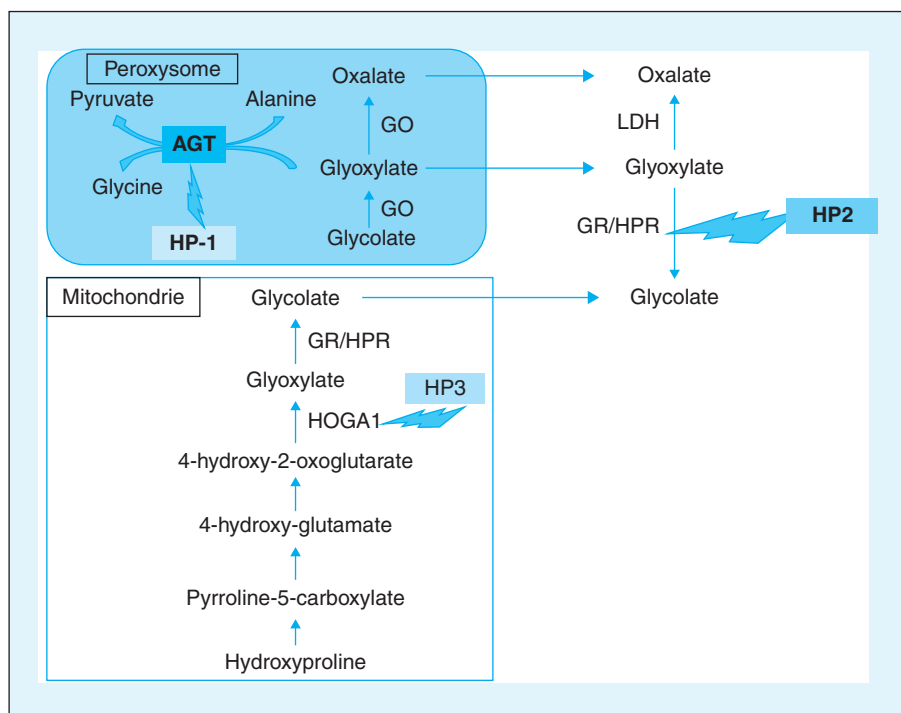 Peroxysome
Pyruvate
Alanine
AGT
Glycine
HP-1
Oxalate
GO
Glyoxylate
GO
Glycolate
Oxalate
LDH
Glyoxylate
GR/HPR
HP2
Glycolate
Mitochondrie
Glycolate
GR/HPR
Glyoxylate
HP3
HOGA1
4-hydroxy-2-oxoglutarate
4-hydroxy-glutamate
Pyrroline-5-carboxylate
Hydroxyproline